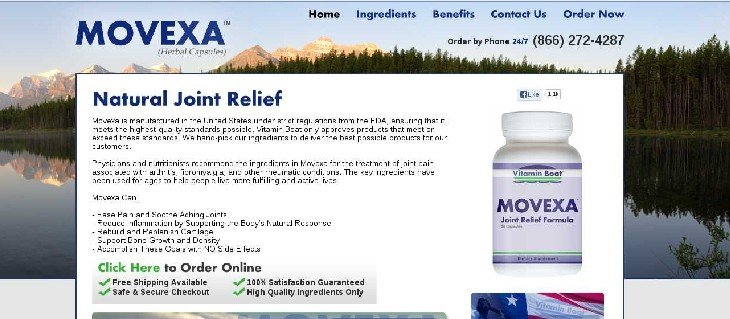 Home Ingredients Benefits Contact Us Order Now
MOVEXA™
(Herbal Capsules)
Order by Phone 24/7 (866) 272-4287
Natural Joint Relief
Like
Movexa is manufactured in the United States under strict regulations from the FDA, ensuring that it
meets the highest quality standards possible. Vitamin Boat only approves products that meet or
exceed these standards. We hand-pick our ingredients to deliver the best possible products for our
customers.
Physicians and nutritionists recommend the ingredients in Movexa for the treatment of joint pain
associated with arthritis, fibromyalgia, and other rheumatic conditions. The key ingredients have
been used for ages to help people live more fulfilling and active lives.
Movexa Can:
- Ease Pain and Soothe Aching Joints
- Reduce Inflammation by Supporting the Body's Natural Response
- Rebuild and Replenish Cartilage
- Support Bone Growth and Density
- Accomplish These Goals with NO Side Effects
Click Here to Order Online
Free Shipping Available 100% Satisfaction Guaranteed
Safe & Secure Checkout High Quality Ingredients Only
Vitamin Boat
MOVEXA
Joint Relief Formula
Dietary Supplement
MOVEXA
Vitamin Boat